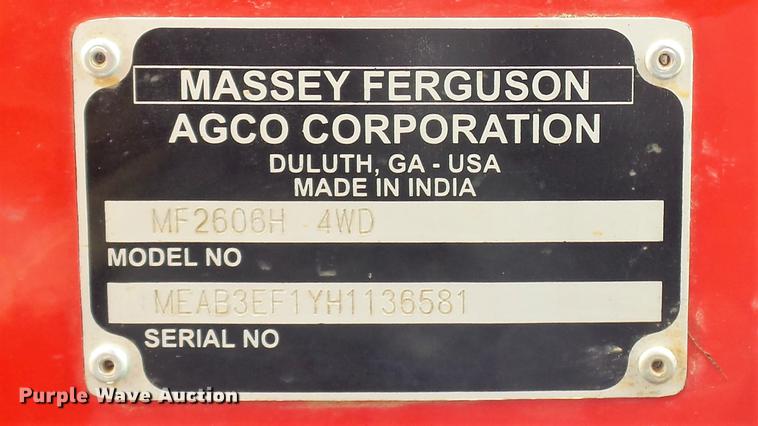 MASSEY FERGUSON
AGCO CORPORATION
DULUTH, GA - USA
MADE IN INDIA
MF2606H 4WD
MODEL NO
MEAB3EF1YH1136581
SERIAL NO
Purple Wave Auction